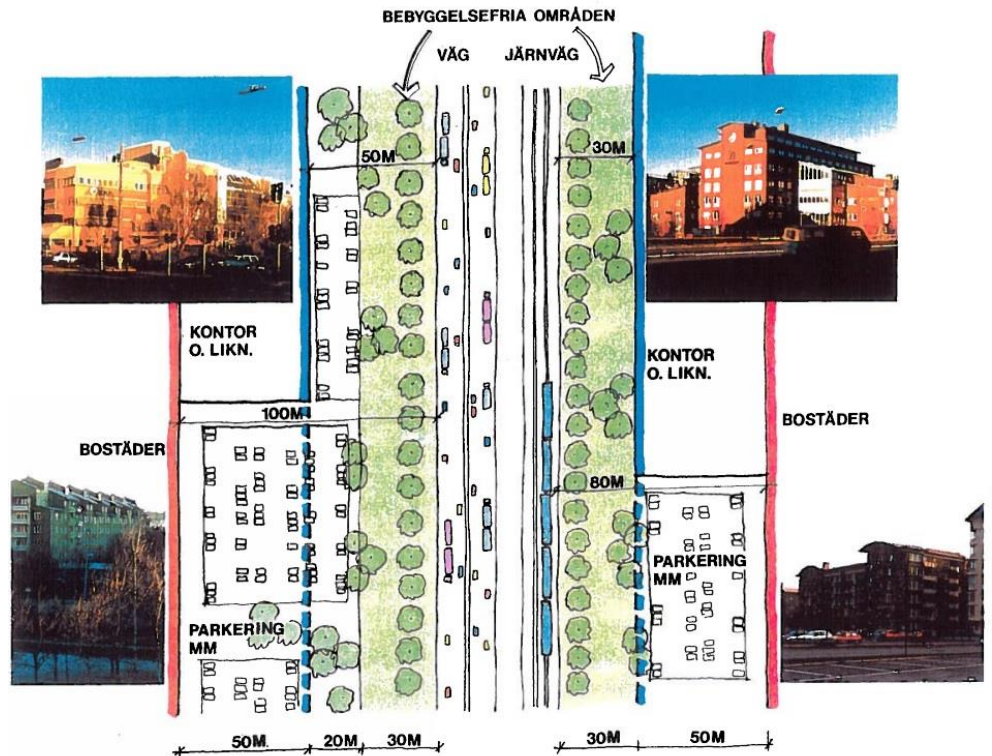 BEBYGGELSEFRIA OMRÅDEN
VÄG
JÄRNVÄG
50M
30M
KONTOR
O. LIKN.
KONTOR
O. LIKN.
100M
BOSTÄDER
BOSTÄDER
80M
PARKERING
MM
PARKERING
MM
50M
20M
30M
30M
50M